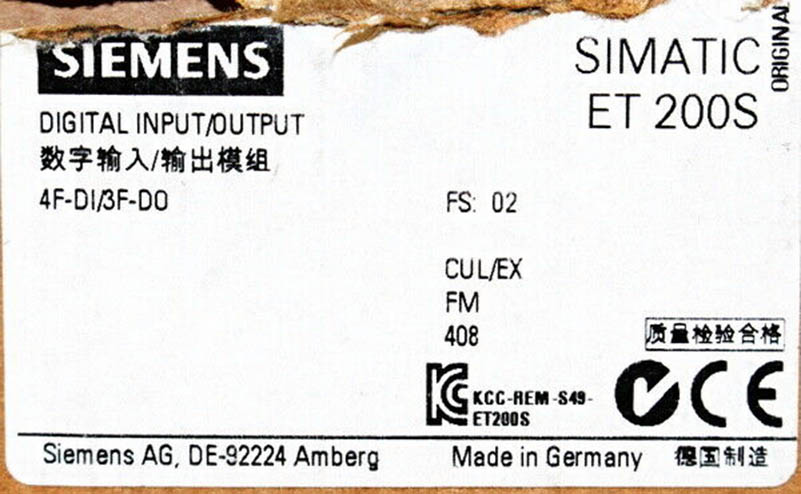 SIEMENS
SIMATIC
ET 200S
ORIGINAL
DIGITAL INPUT/OUTPUT
数字输入/输出模组
4F-DI/3F-DO
FS: 02
CUL/EX
FM
408
质量检验合格
KCC-REM-S49-
ET200S
CE
Siemens AG, DE-92224 Amberg
Made in Germany 德国制造